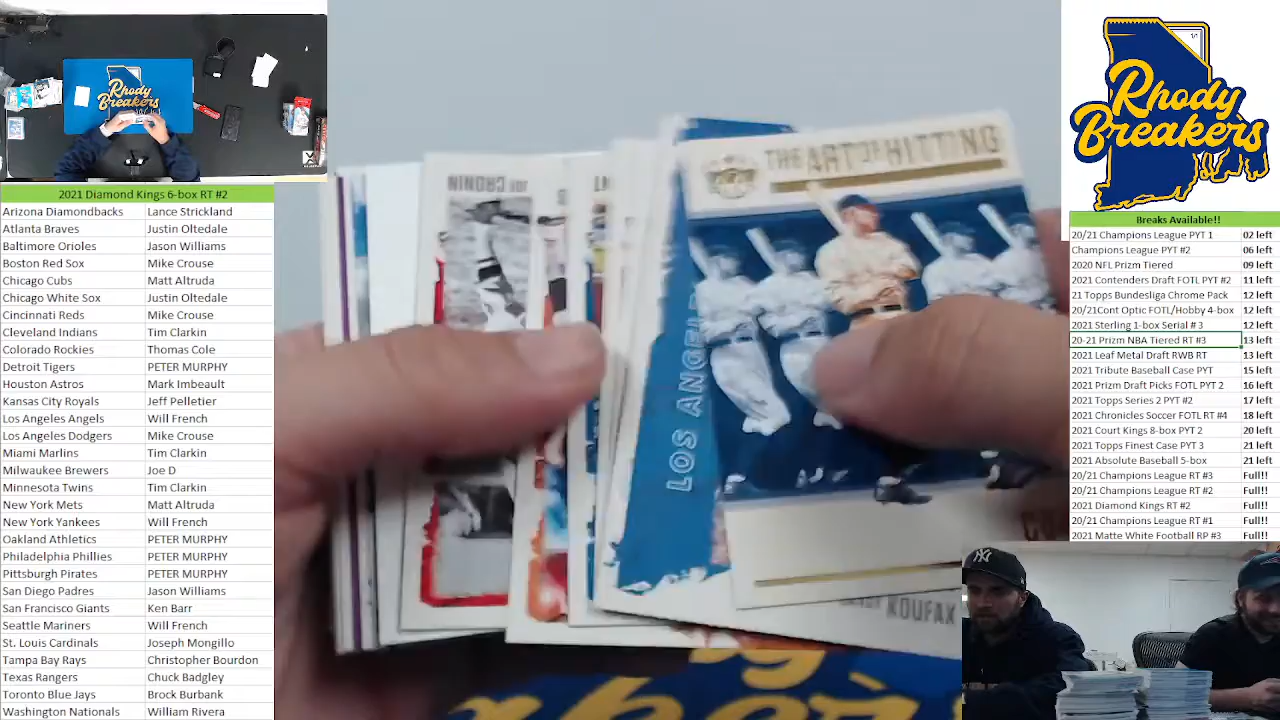 Rhody
Breakers
2021 Diamond Kings 6-box RT #2
Arizona Diamondbacks Lance Strickland
Atlanta Braves Justin Oltedale
Baltimore Orioles Jason Williams
Boston Red Sox Mike Crouse
Chicago Cubs Matt Altruda
Chicago White Sox Justin Oltedale
Cincinnati Reds Mike Crouse
Cleveland Indians Tim Clarkin
Colorado Rockies Thomas Cole
Detroit Tigers PETER MURPHY
Houston Astros Mark Imbeault
Kansas City Royals Jeff Pelletier
Los Angeles Angels Will French
Los Angeles Dodgers Mike Crouse
Miami Marlins Tim Clarkin
Milwaukee Brewers Joe D
Minnesota Twins Tim Clarkin
New York Mets Matt Altruda
New York Yankees Will French
Oakland Athletics PETER MURPHY
Philadelphia Phillies PETER MURPHY
Pittsburgh Pirates PETER MURPHY
San Diego Padres Jason Williams
San Francisco Giants Ken Barr
Seattle Mariners Will French
St. Louis Cardinals Joseph Mongillo
Tampa Bay Rays Christopher Bourdon
Texas Rangers Chuck Badgley
Toronto Blue Jays Brock Burbank
Washington Nationals William Rivera
JOE CRONIN
THE ART OF HITTING
LOS ANGELE
KOUFAX
Rhody
Breakers
Breaks Available!!
20/21 Champions League PYT 1 02 left
Champions League PYT #2 06 left
2020 NFL Prizm Tiered 09 left
2021 Contenders Draft FOTL PYT #2 11 left
21 Topps Bundesliga Chrome Pack 12 left
20/21Cont Optic FOTL/Hobby 4-box 12 left
2021 Sterling 1-box Serial # 3 12 left
20-21 Prizm NBA Tiered RT #3 13 left
2021 Leaf Metal Draft RWB RT 13 left
2021 Tribute Baseball Case PYT 15 left
2021 Prizm Draft Picks FOTL PYT 2 16 left
2021 Topps Series 2 PYT #2 17 left
2021 Chronicles Soccer FOTL RT #4 18 left
2021 Court Kings 8-box PYT 2 20 left
2021 Topps Finest Case PYT 3 21 left
2021 Absolute Baseball 5-box 21 left
20/21 Champions League RT #3 Full!!
20/21 Champions League RT #2 Full!!
2021 Diamond Kings RT #2 Full!!
20/21 Champions League RT #1 Full!!
2021 Matte White Football RP #3 Full!!